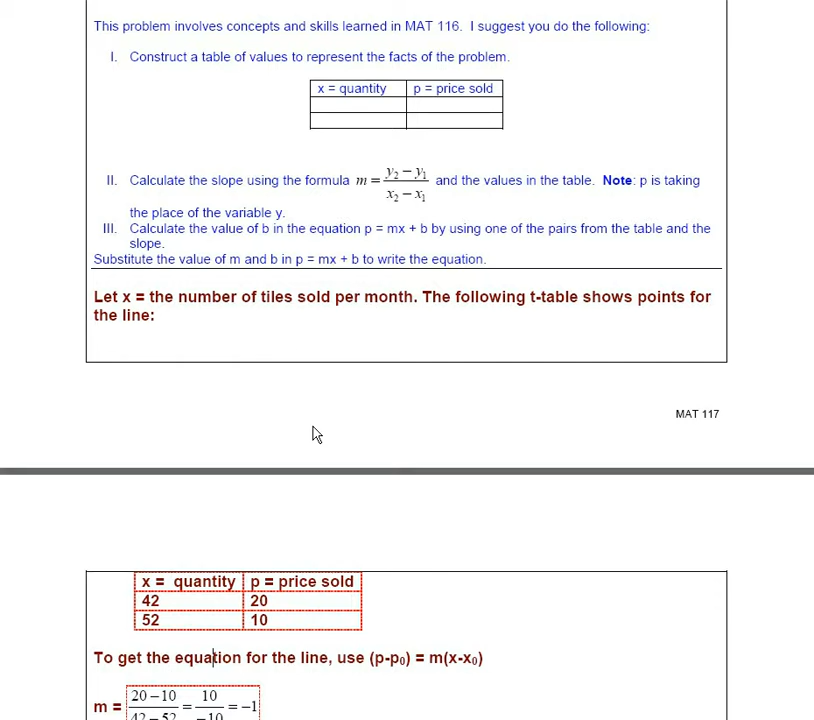 This problem involves concepts and skills learned in MAT 116. I suggest you do the following:
I. Construct a table of values to represent the facts of the problem.
x = quantity p = price sold
II. Calculate the slope using the formula m = (y₂ − y₁)/(x₂ − x₁) and the values in the table. Note: p is taking
the place of the variable y.
III. Calculate the value of b in the equation p = mx + b by using one of the pairs from the table and the
slope.
Substitute the value of m and b in p = mx + b to write the equation.
Let x = the number of tiles sold per month. The following t-table shows points for
the line:
MAT 117
x = quantity p = price sold
42 20
52 10
To get the equation for the line, use (p-p₀) = m(x-x₀)
m = (20 − 10)/(42 − 52) = 10/−10 = −1